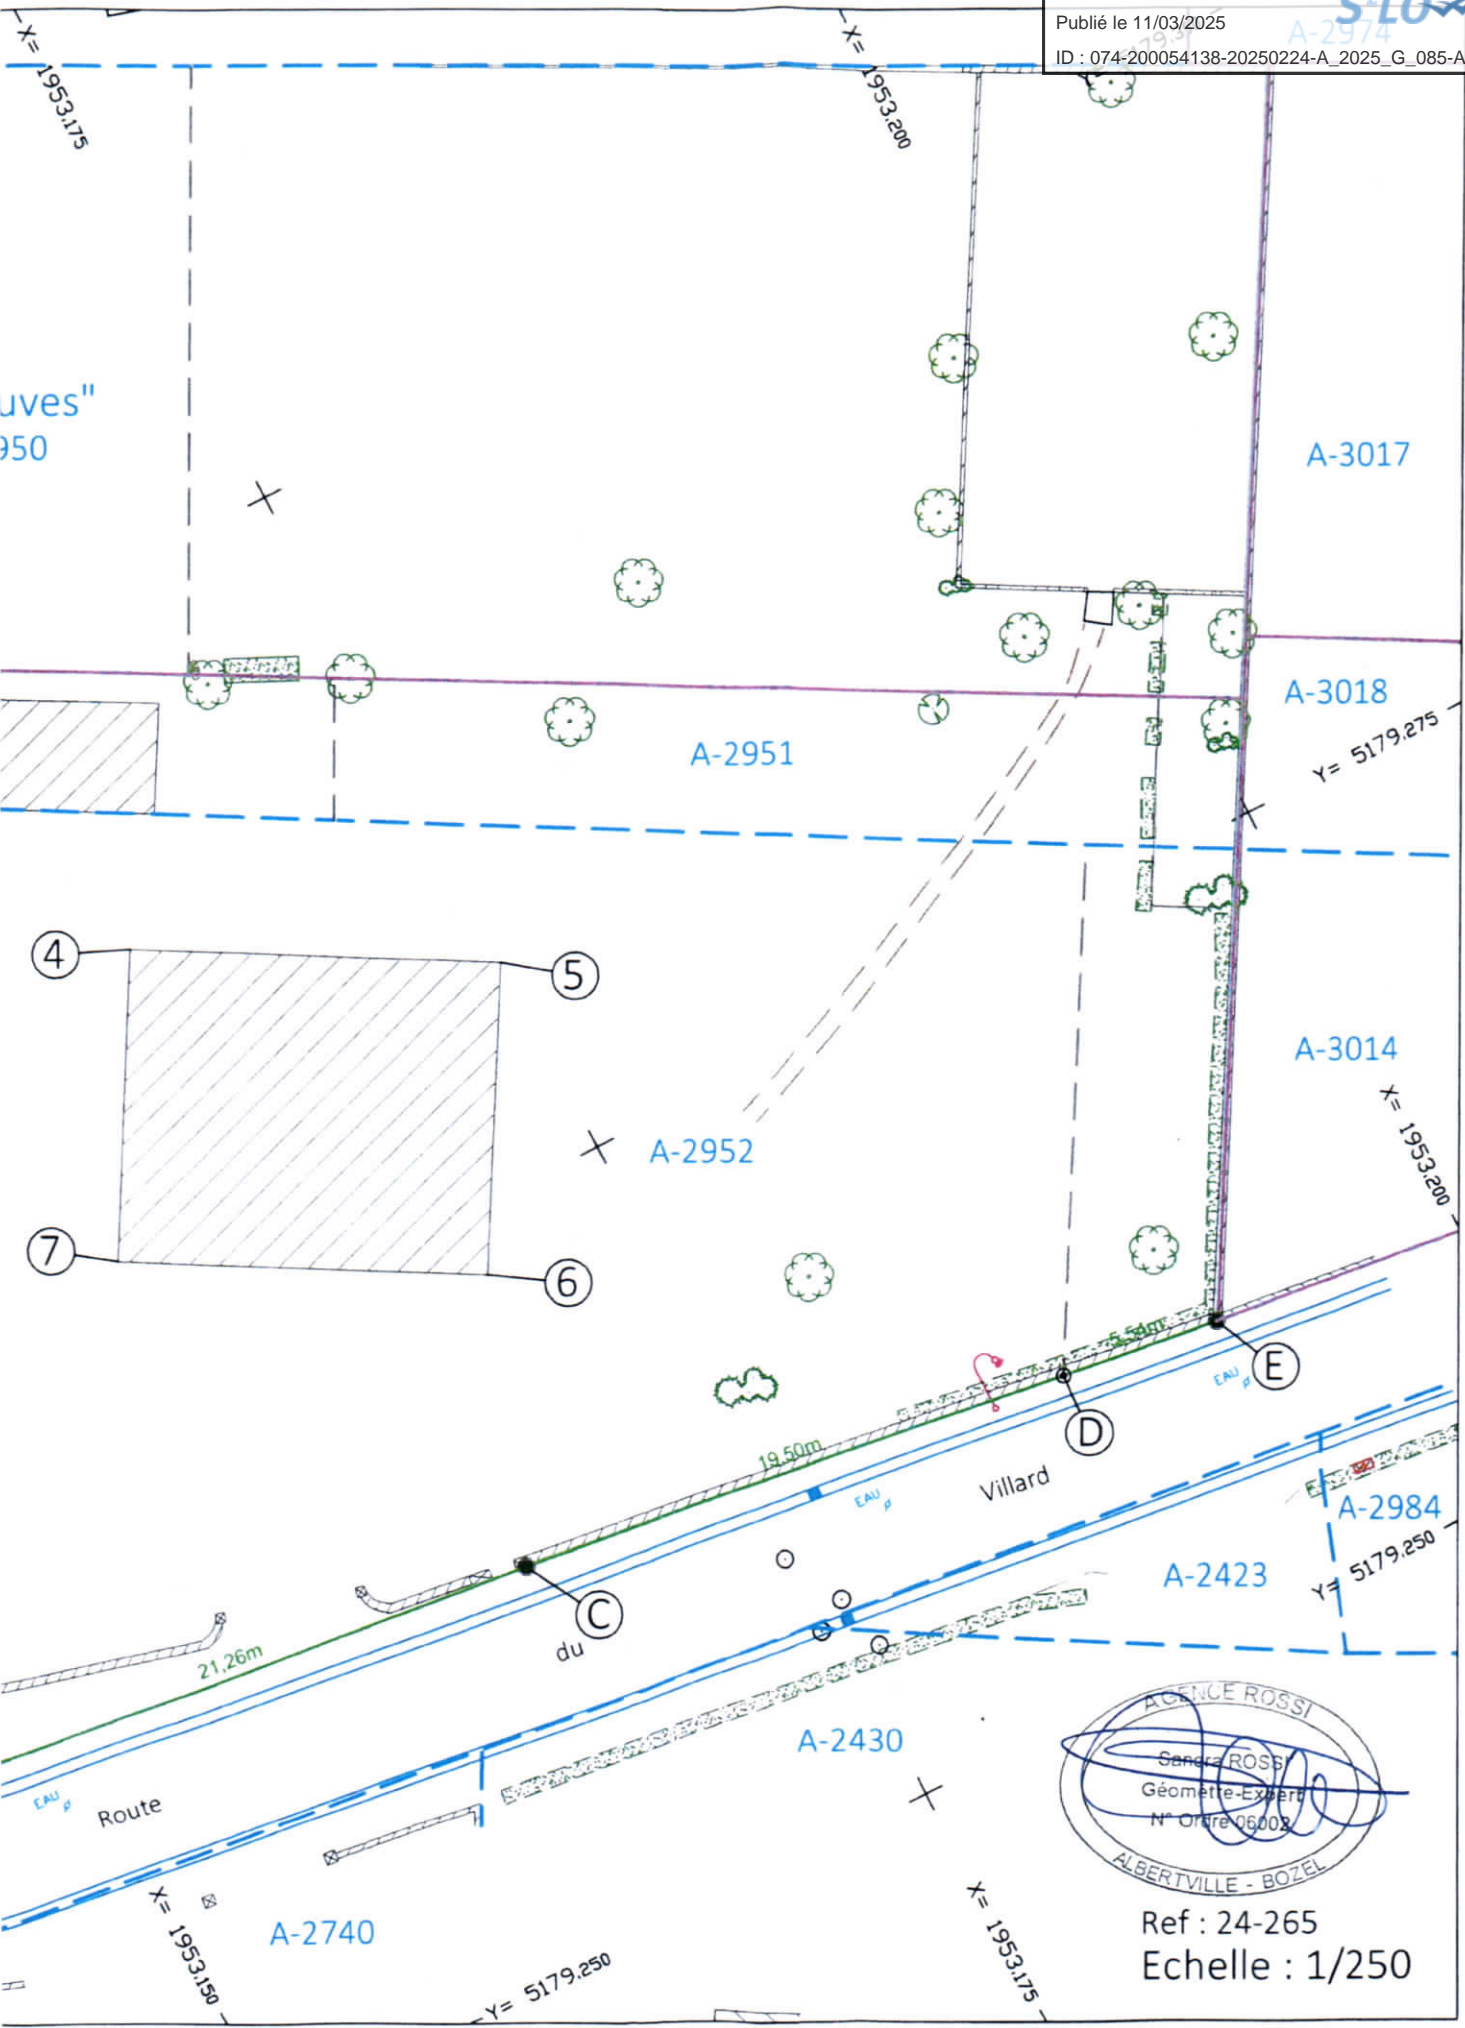 Publié le 11/03/2025
ID : 074-200054138-20250224-A_2025_G_085-A
A-2974
X= 1953.175
X= 1953.200
uves"
950
A-3017
A-3018
Y= 5179.275
A-2951
4
5
A-3014
A-2952
X= 1953.200
7
6
5.54m
E
EAU
D
19.50m
EAU
Villard
A-2984
A-2423
Y= 5179.250
C
du
21,26m
A-2430
EAU
Route
AGENCE ROSSI
Sandra ROSSI
Géomètre-Expert
N° Ordre 06002
ALBERTVILLE - BOZEL
X= 1953.150
A-2740
Y= 5179.250
X= 1953.175
Ref : 24-265
Echelle : 1/250